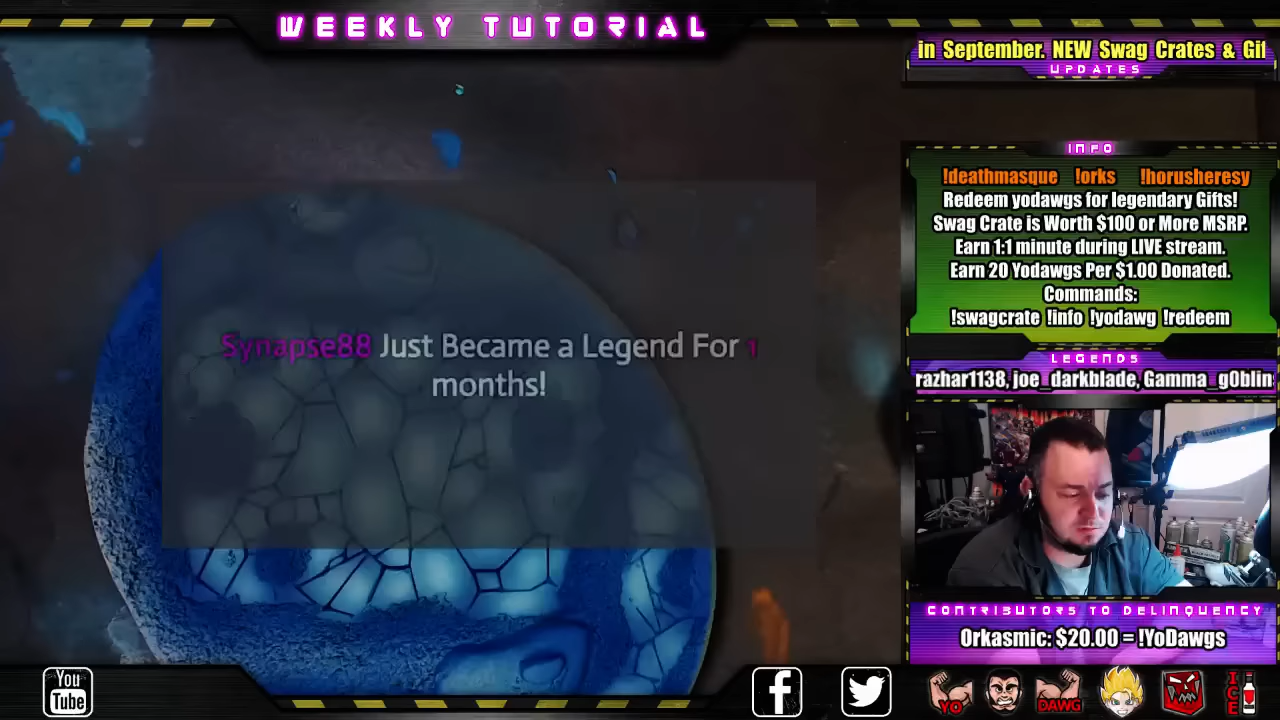 WEEKLY TUTORIAL
in September. NEW Swag Crates & Gif
UPDATES
INFO
!deathmasque !orks !horusheresy
Redeem yodawgs for legendary Gifts!
Swag Crate is Worth $100 or More MSRP.
Earn 1:1 minute during LIVE stream.
Earn 20 Yodawgs Per $1.00 Donated.
Commands:
!swagcrate !info !yodawg !redeem
Synapse88 Just Became a Legend For 1
months!
LEGENDS
razhar1138, joe_darkblade, Gamma_g0blin
CONTRIBUTORS TO DELINQUENCY
Orkasmic: $20.00 = !YoDawgs
You
Tube
YO
DAWG
ICE